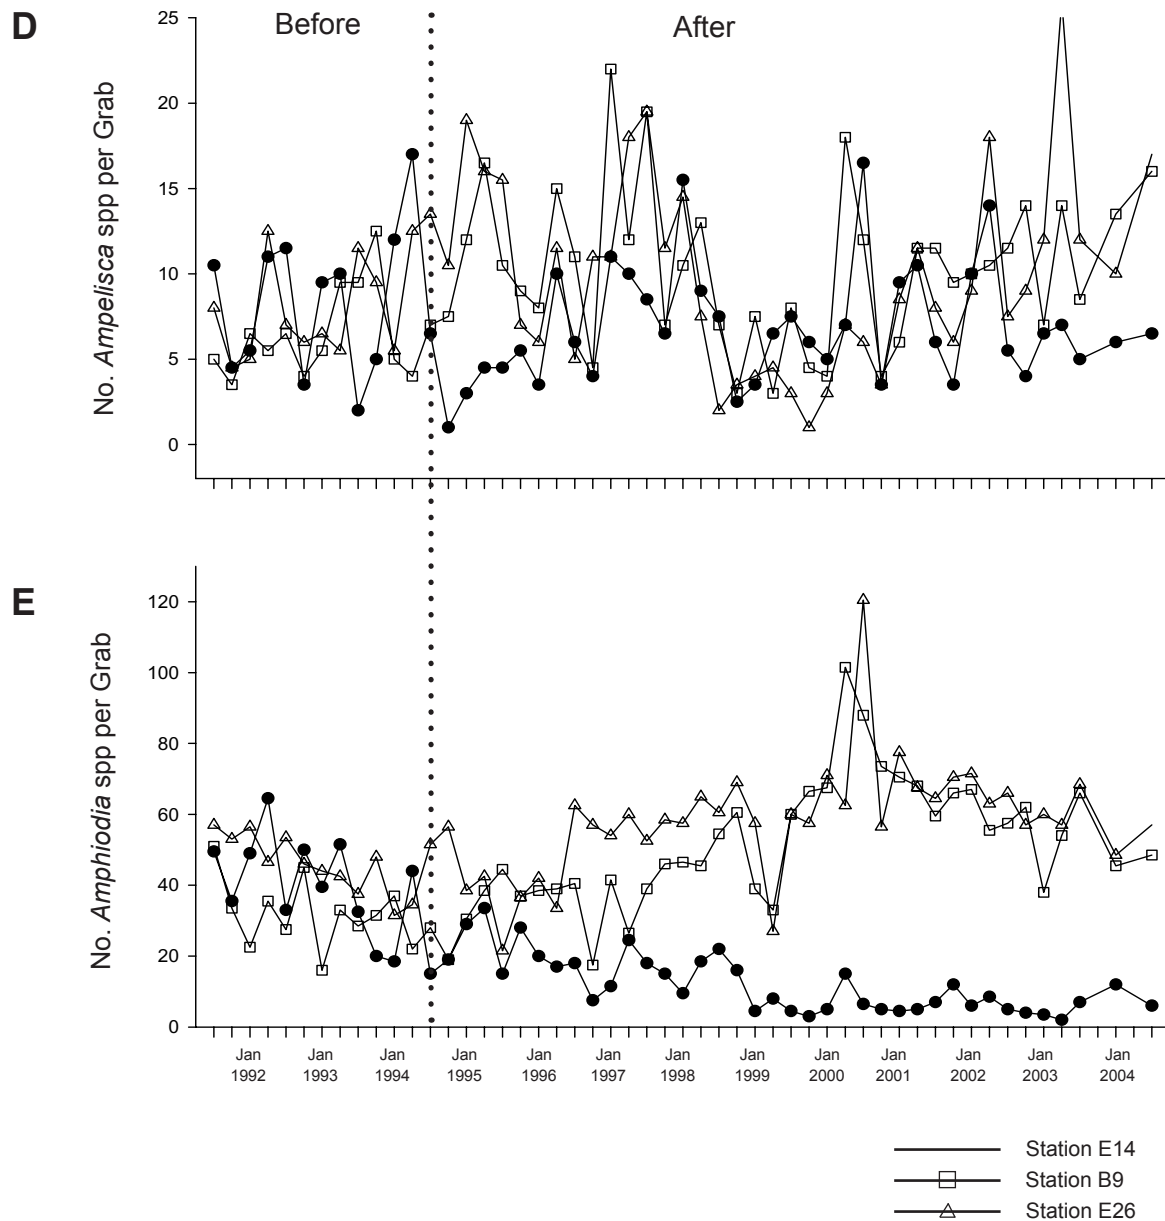 D
Before After
No. Ampelisca spp per Grab
25
20
15
10
5
0
E
No. Amphiodia spp per Grab
120
100
80
60
40
20
0
Jan Jan Jan Jan Jan Jan Jan Jan Jan Jan Jan Jan Jan
1992 1993 1994 1995 1996 1997 1998 1999 2000 2001 2002 2003 2004
Station E14
Station B9
Station E26